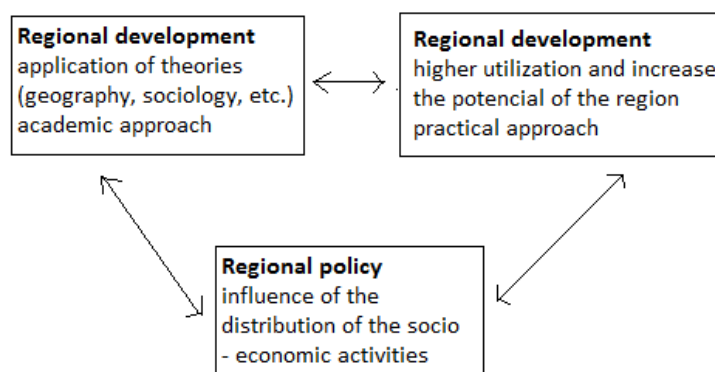 Regional development
application of theories
(geography, sociology, etc.)
academic approach
Regional development
higher utilization and increase
the potencial of the region
practical approach
Regional policy
influence of the
distribution of the socio
- economic activities